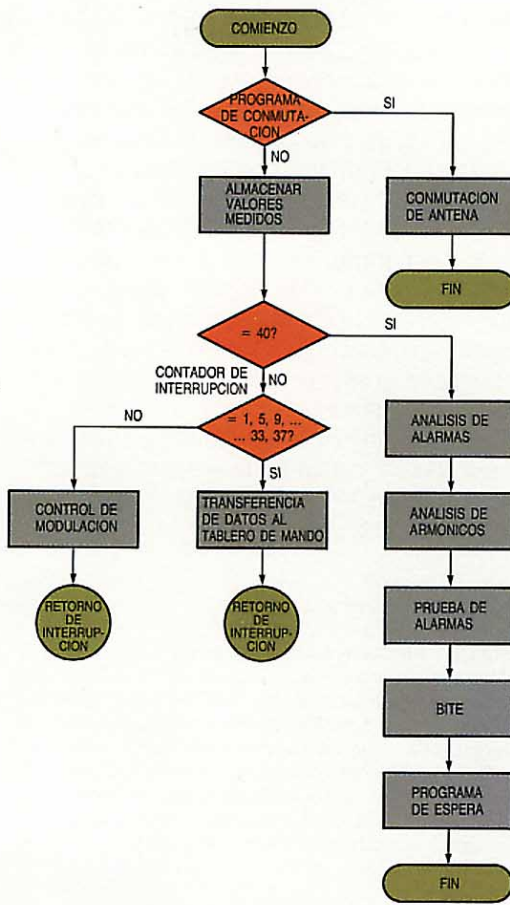 COMIENZO
PROGRAMA
DE CONMUTA-
CION
SI
NO
ALMACENAR
VALORES
MEDIDOS
CONMUTACION
DE ANTENA
FIN
= 40?
SI
CONTADOR DE
INTERRUPCION
NO
NO
= 1, 5, 9, ...
... 33, 37?
SI
ANALISIS DE
ALARMAS
CONTROL DE
MODULACION
TRANSFERENCIA
DE DATOS AL
TABLERO DE MANDO
ANALISIS DE
ARMONICOS
RETORNO
DE
INTERRUP-
CION
RETORNO
DE
INTERRUP-
CION
PRUEBA DE
ALARMAS
BITE
PROGRAMA
DE ESPERA
FIN